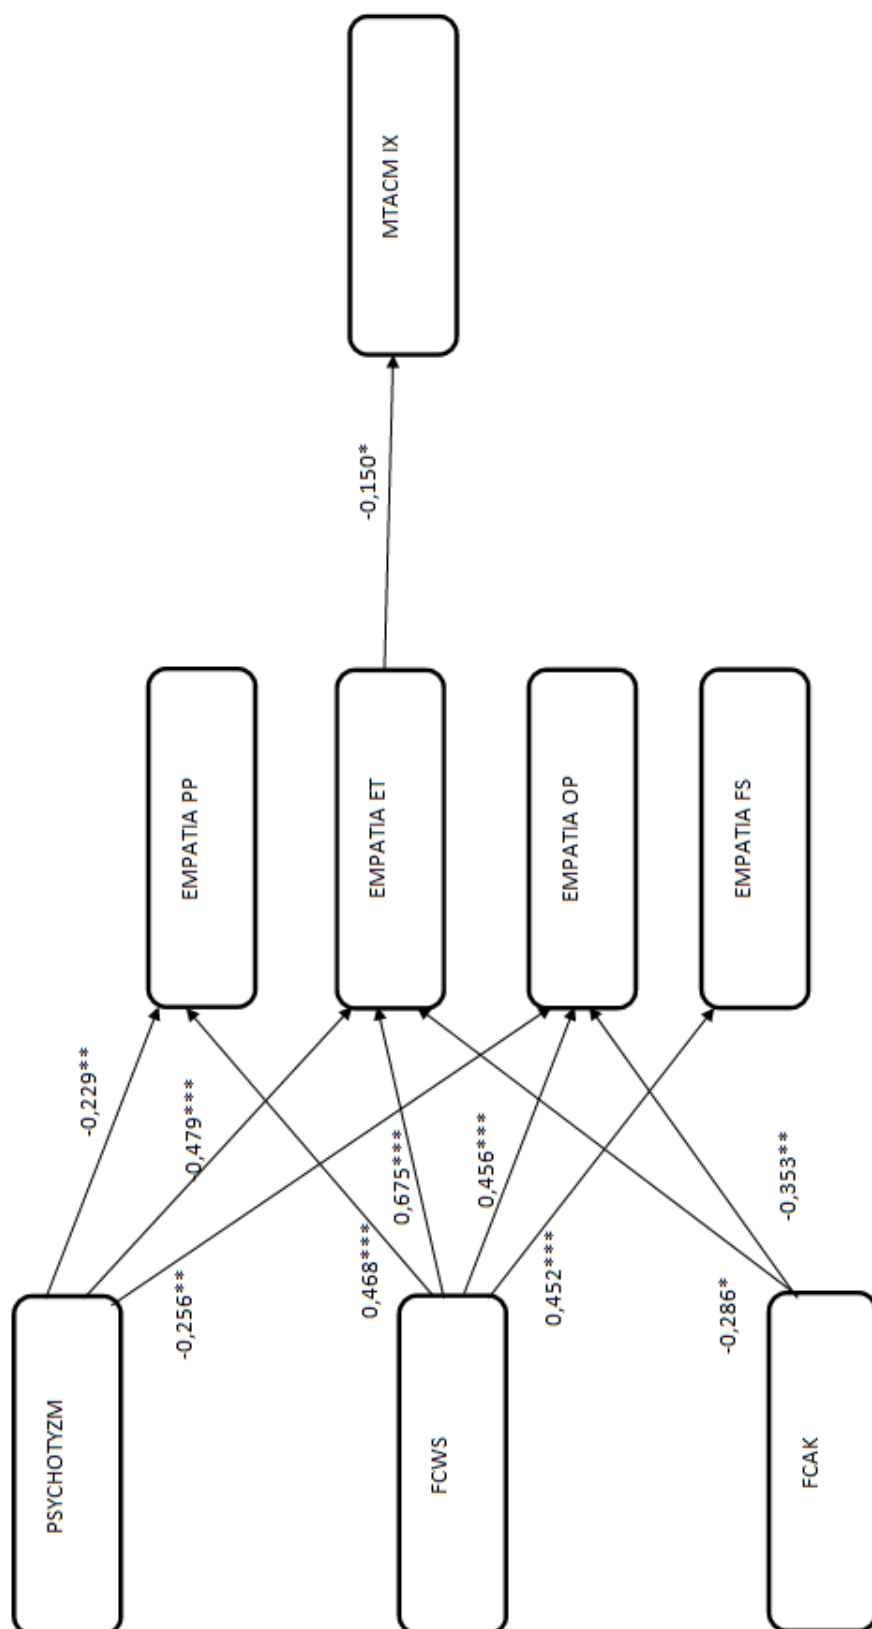 PSYCHOTYZM
FCWS
FCAK
-0,229**
-0,479***
-0,256**
0,468***
0,675***
0,456***
0,452***
-0,286*
-0,353**
EMPATIA PP
EMPATIA ET
EMPATIA OP
EMPATIA FS
-0,150*
MTACM IX